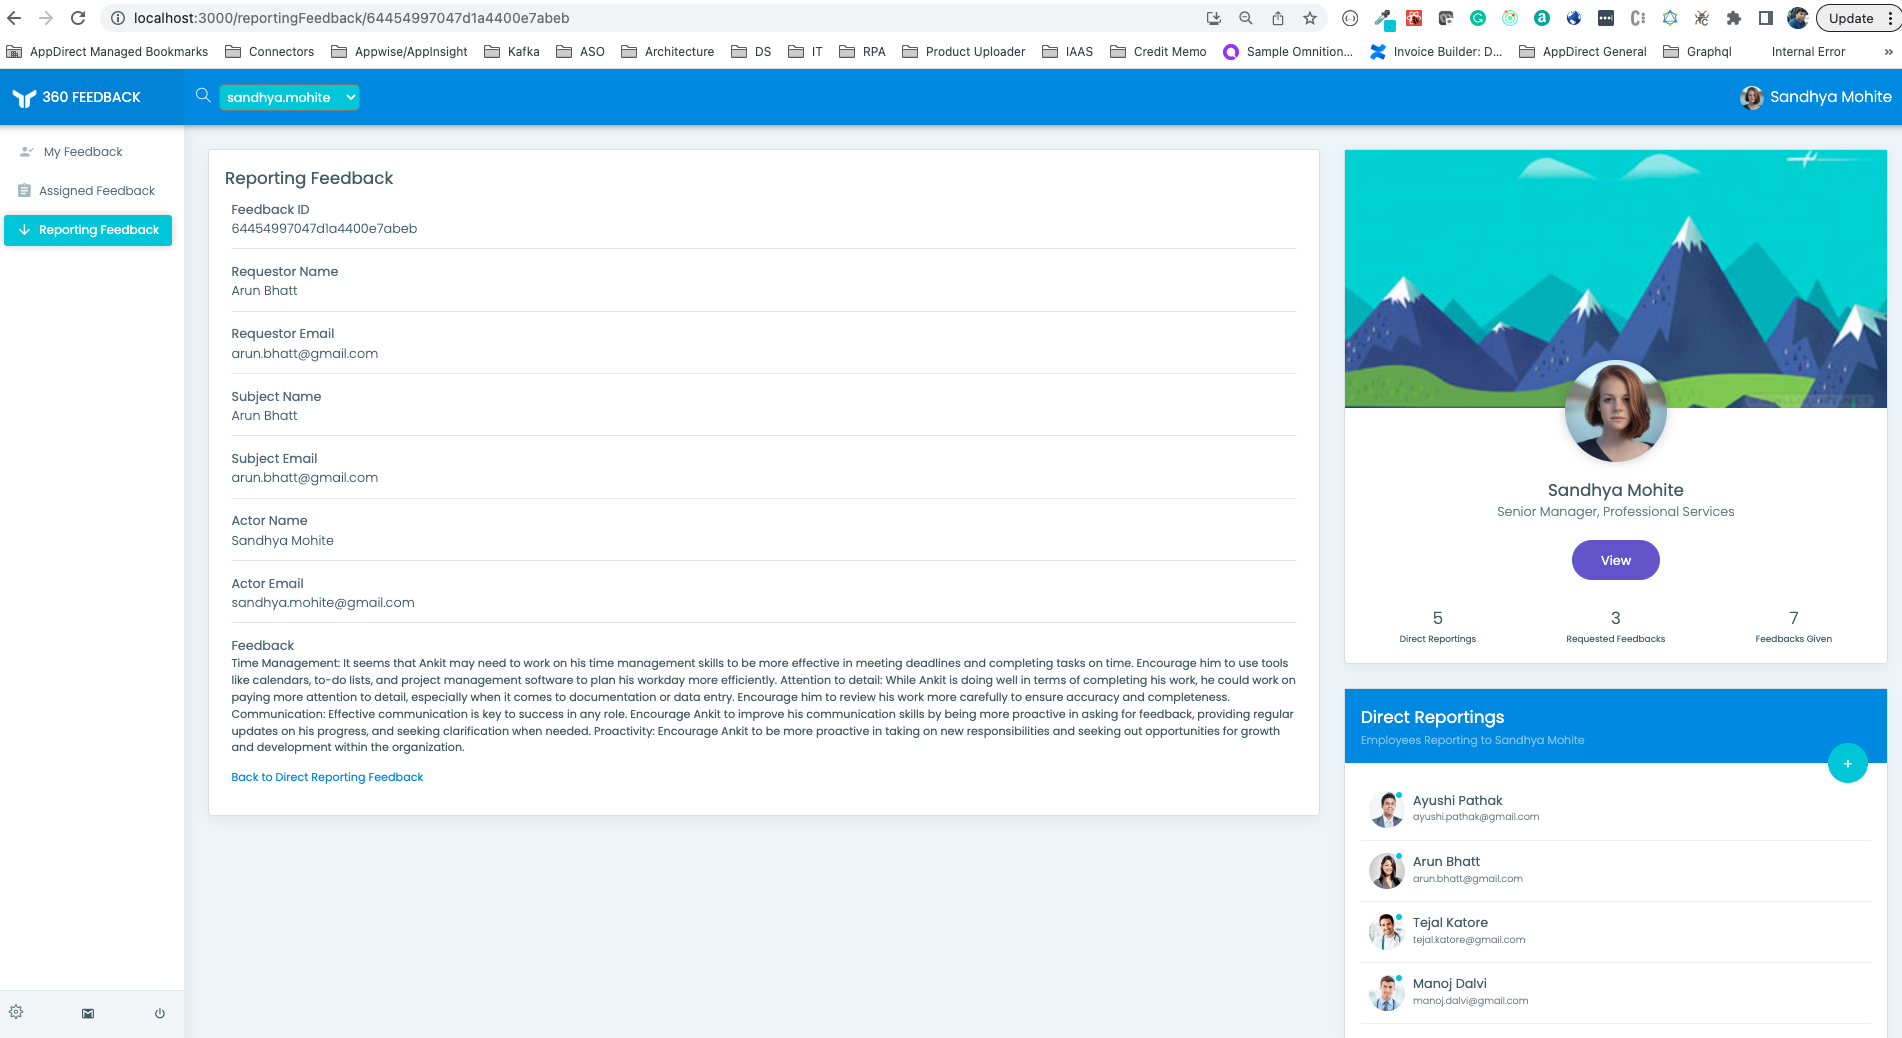 localhost:3000/reportingFeedback/64454997047d1a4400e7abeb
Update
AppDirect Managed Bookmarks
Connectors
Appwise/AppInsight
Kafka
ASO
Architecture
DS
IT
RPA
Product Uploader
IAAS
Credit Memo
Sample Omnition...
Invoice Builder: D...
AppDirect General
Graphql
Internal Error
»
360 FEEDBACK
sandhya.mohite
Sandhya Mohite
My Feedback
Assigned Feedback
Reporting Feedback
Reporting Feedback
Feedback ID
64454997047d1a4400e7abeb
Requestor Name
Arun Bhatt
Requestor Email
arun.bhatt@gmail.com
Subject Name
Arun Bhatt
Subject Email
arun.bhatt@gmail.com
Actor Name
Sandhya Mohite
Actor Email
sandhya.mohite@gmail.com
Feedback
Time Management: It seems that Ankit may need to work on his time management skills to be more effective in meeting deadlines and completing tasks on time. Encourage him to use tools
like calendars, to-do lists, and project management software to plan his workday more efficiently. Attention to detail: While Ankit is doing well in terms of completing his work, he could work on
paying more attention to detail, especially when it comes to documentation or data entry. Encourage him to review his work more carefully to ensure accuracy and completeness.
Communication: Effective communication is key to success in any role. Encourage Ankit to improve his communication skills by being more proactive in asking for feedback, providing regular
updates on his progress, and seeking clarification when needed. Proactivity: Encourage Ankit to be more proactive in taking on new responsibilities and seeking out opportunities for growth
and development within the organization.
Back to Direct Reporting Feedback
Sandhya Mohite
Senior Manager, Professional Services
View
5
Direct Reportings
3
Requested Feedbacks
7
Feedbacks Given
Direct Reportings
Employees Reporting to Sandhya Mohite
+
Ayushi Pathak
ayushi.pathak@gmail.com
Arun Bhatt
arun.bhatt@gmail.com
Tejal Katore
tejal.katore@gmail.com
Manoj Dalvi
manoj.dalvi@gmail.com